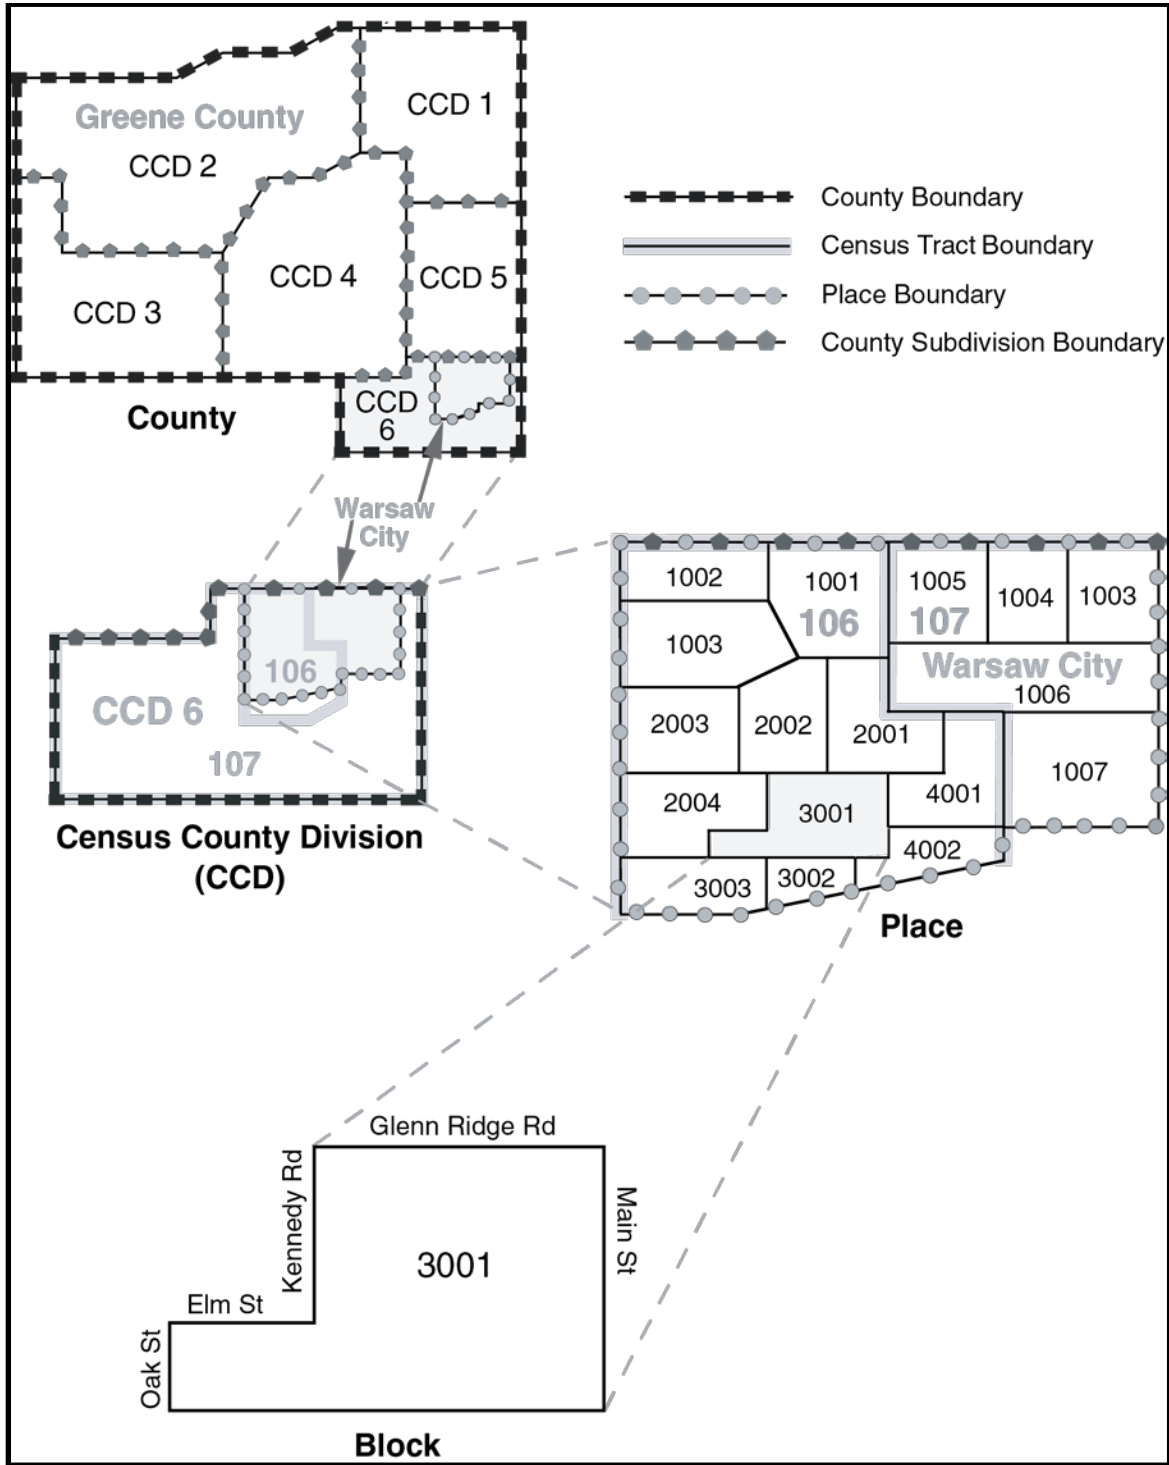 CCD 1
Greene County
CCD 2
CCD 4
CCD 5
CCD 3
County
CCD
6
County Boundary
Census Tract Boundary
Place Boundary
County Subdivision Boundary
Warsaw
City
106
CCD 6
107
Census County Division
(CCD)
1002
1001
1005
1004
1003
106
107
1003
Warsaw City
1006
2003
2002
2001
1007
2004
3001
4001
4002
3003
3002
Place
Glenn Ridge Rd
Kennedy Rd
Main St
3001
Elm St
Oak St
Block